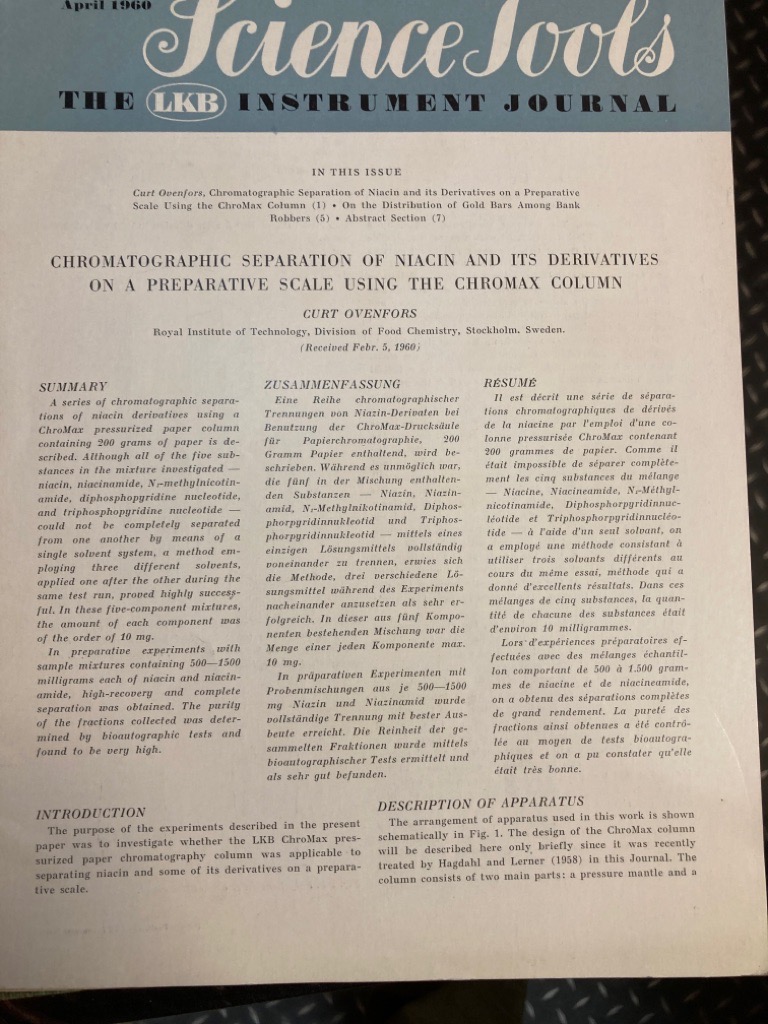 April 1960
Science Tools
THE LKB INSTRUMENT JOURNAL
IN THIS ISSUE
Curt Ovenfors, Chromatographic Separation of Niacin and its Derivatives on a Preparative
Scale Using the ChroMax Column (1) • On the Distribution of Gold Bars Among Bank
Robbers (5) • Abstract Section (7)
CHROMATOGRAPHIC SEPARATION OF NIACIN AND ITS DERIVATIVES
ON A PREPARATIVE SCALE USING THE CHROMAX COLUMN
CURT OVENFORS
Royal Institute of Technology, Division of Food Chemistry, Stockholm. Sweden.
(Received Febr. 5, 1960)
SUMMARY
A series of chromatographic separa-
tions of niacin derivatives using a
ChroMax pressurized paper column
containing 200 grams of paper is de-
scribed. Although all of the five sub-
stances in the mixture investigated —
niacin, niacinamide, N₁-methylnicotin-
amide, diphosphopyridine nucleotide,
and triphosphopyridine nucleotide —
could not be completely separated
from one another by means of a
single solvent system, a method em-
ploying three different solvents,
applied one after the other during the
same test run, proved highly success-
ful. In these five-component mixtures,
the amount of each component was
of the order of 10 mg.
In preparative experiments with
sample mixtures containing 500—1500
milligrams each of niacin and niacin-
amide, high-recovery and complete
separation was obtained. The purity
of the fractions collected was deter-
mined by bioautographic tests and
found to be very high.
ZUSAMMENFASSUNG
Eine Reihe chromatographischer
Trennungen von Niazin-Derivaten bei
Benutzung der ChroMax-Drucksäule
für Papierchromatographie, 200
Gramm Papier enthaltend, wird be-
schrieben. Während es unmöglich war,
die fünf in der Mischung enthalten-
den Substanzen — Niazin, Niazin-
amid, N₁-Methylnikotinamid, Diphos-
phorpyridinnukleotid und Triphos-
phorpyridinnukleotid — mittels eines
einzigen Lösungsmittels vollständig
voneinander zu trennen, erwies sich
die Methode, drei verschiedene Lö-
sungsmittel während des Experiments
nacheinander anzusetzen als sehr er-
folgreich. In dieser aus fünf Kompo-
nenten bestehenden Mischung war die
Menge einer jeden Komponente max.
10 mg.
In präparativen Experimenten mit
Probenmischungen aus je 500—1500
mg Niazin und Niazinamid wurde
vollständige Trennung mit bester Aus-
beute erreicht. Die Reinheit der ge-
sammelten Fraktionen wurde mittels
bioautographischer Tests ermittelt und
als sehr gut befunden.
RÉSUMÉ
Il est décrit une série de sépara-
tions chromatographiques de dérivés
de la niacine par l'emploi d'une co-
lonne pressurisée ChroMax contenant
200 grammes de papier. Comme il
était impossible de séparer complète-
ment les cinq substances du mélange
— Niacine, Niacineamide, N₁-Méthyl-
nicotinamide, Diphosphorpyridinnuc-
léotide et Triphosphorpyridinnucléo-
tide — à l'aide d'un seul solvant, on
a employé une méthode consistant à
utiliser trois solvants différents au
cours du même essai, méthode qui a
donné d'excellents résultats. Dans ces
mélanges de cinq substances, la quan-
tité de chacune des substances était
d'environ 10 milligrammes.
Lors d'expériences préparatoires ef-
fectuées avec des mélanges échantil-
lon comportant de 500 à 1.500 gram-
mes de niacine et de niacineamide,
on a obtenu des séparations complètes
de grand rendement. La pureté des
fractions ainsi obtenues a été contrô-
lée au moyen de tests bioautogra-
phiques et on a pu constater qu'elle
était très bonne.
INTRODUCTION
The purpose of the experiments described in the present
paper was to investigate whether the LKB ChroMax pres-
surized paper chromatography column was applicable to
separating niacin and some of its derivatives on a prepara-
tive scale.
DESCRIPTION OF APPARATUS
The arrangement of apparatus used in this work is shown
schematically in Fig. 1. The design of the ChroMax column
will be described here only briefly since it was recently
treated by Hagdahl and Lerner (1958) in this Journal. The
column consists of two main parts: a pressure mantle and a